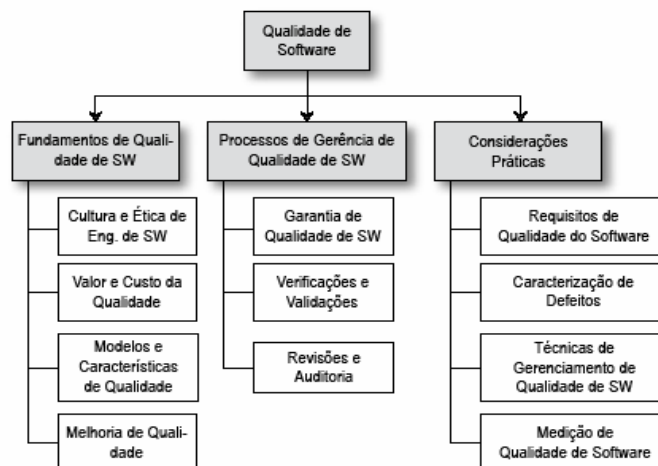 Qualidade de
Software
Fundamentos de Quali-
dade de SW
Processos de Gerência de
Qualidade de SW
Considerações
Práticas
Cultura e Ética de
Eng. de SW
Valor e Custo da
Qualidade
Modelos e
Características
de Qualidade
Melhoria de Quali-
dade
Garantia de
Qualidade de SW
Verificações e
Validações
Revisões e
Auditoria
Requisitos de
Qualidade do Software
Caracterização de
Defeitos
Técnicas de
Gerenciamento de
Qualidade de SW
Medição de
Qualidade de Software